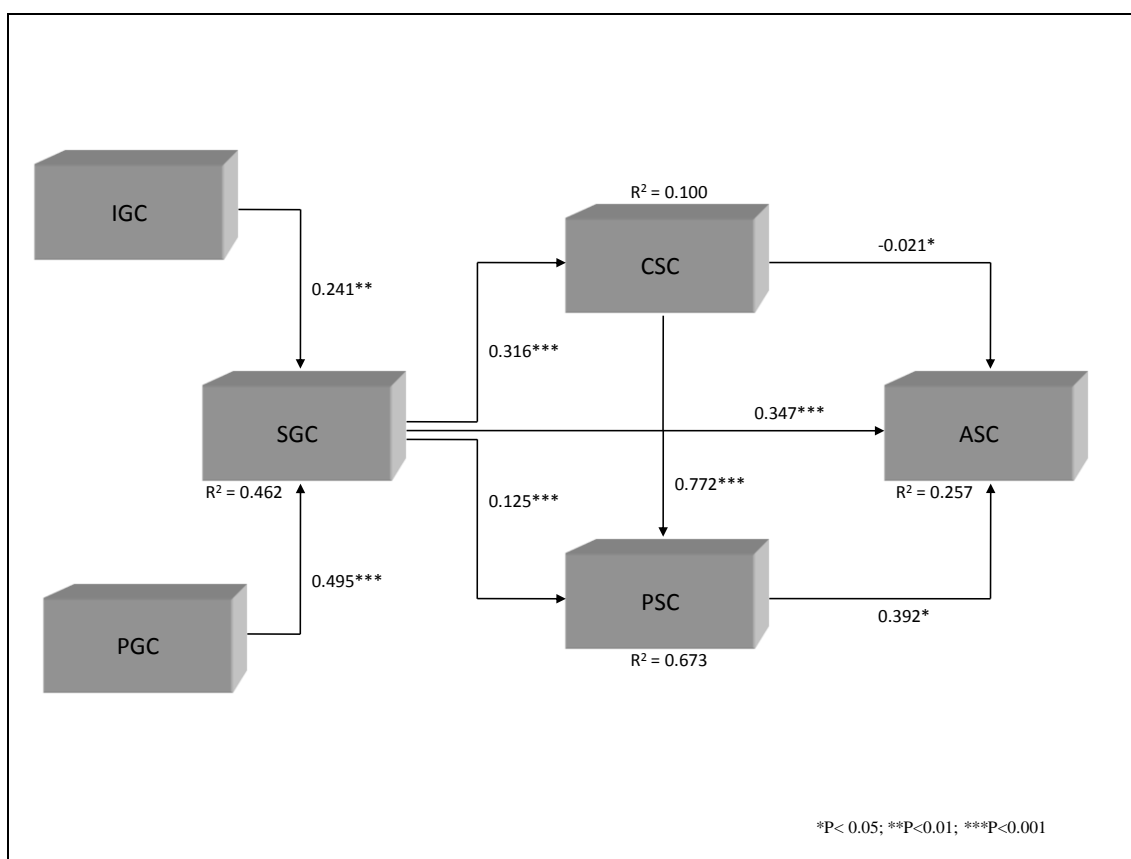 IGC
R² = 0.100
CSC
-0.021*
0.241**
0.316***
SGC
0.347***
ASC
R² = 0.462
0.772***
R² = 0.257
0.125***
0.495***
PSC
0.392*
PGC
R² = 0.673
*P< 0.05; **P<0.01; ***P<0.001